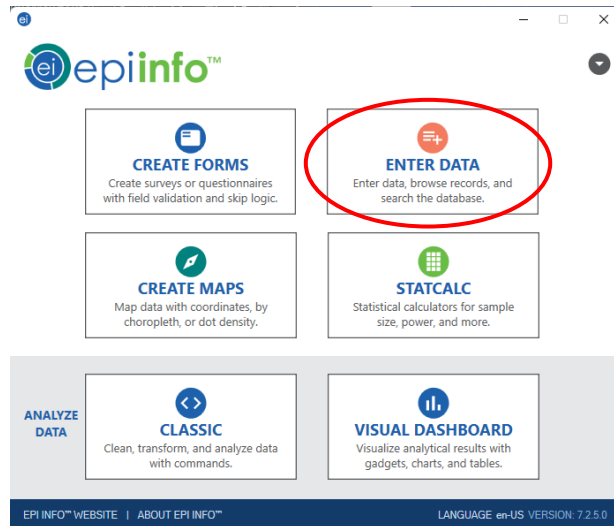 ei
ei epiinfo™
CREATE FORMS
Create surveys or questionnaires
with field validation and skip logic.
ENTER DATA
Enter data, browse records, and
search the database.
CREATE MAPS
Map data with coordinates, by
choropleth, or dot density.
STATCALC
Statistical calculators for sample
size, power, and more.
ANALYZE
DATA
CLASSIC
Clean, transform, and analyze data
with commands.
VISUAL DASHBOARD
Visualize analytical results with
gadgets, charts, and tables.
EPI INFO™ WEBSITE | ABOUT EPI INFO™ LANGUAGE en-US VERSION: 7.2.5.0